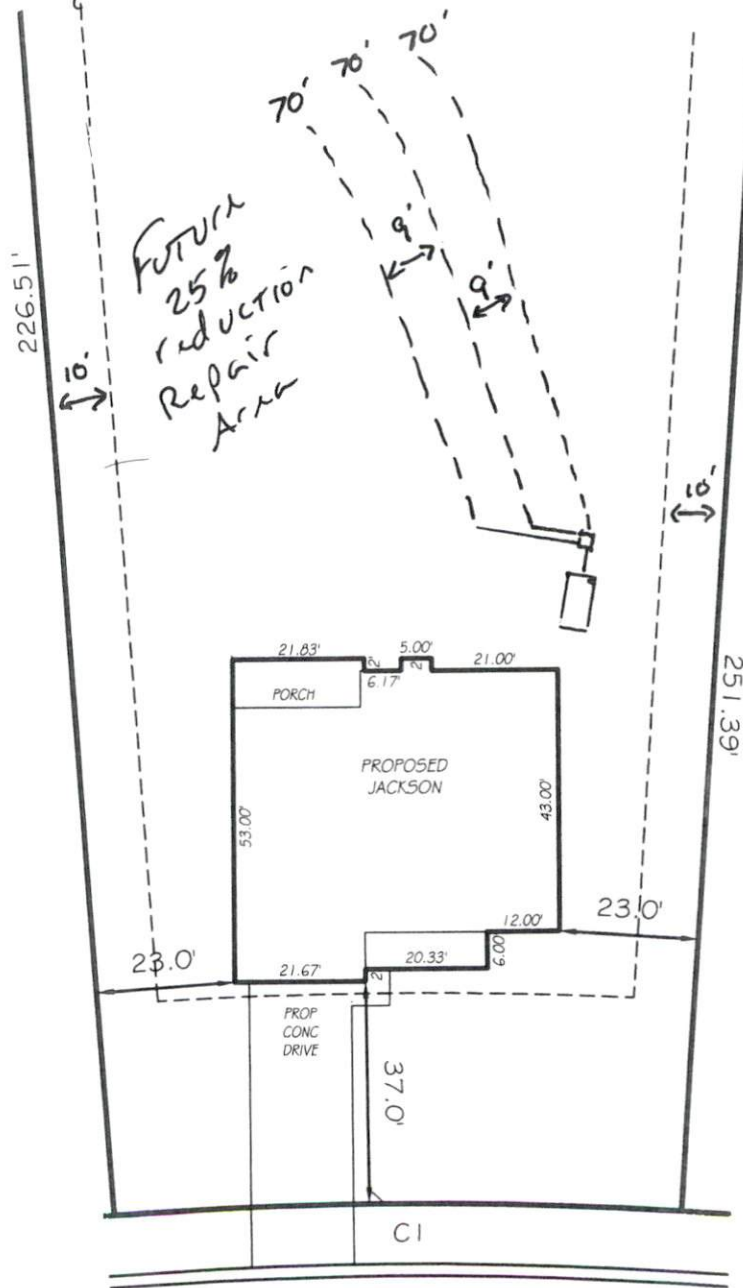 70' 70' 70'
9'
9'
Future
25%
reduction
Repair
Area
226.51'
10'
10'
251.39'
21.83'
2'
6.17'
5.00'
2'
21.00'
PORCH
PROPOSED
JACKSON
53.00'
43.00'
12.00'
23.0'
23.0'
21.67'
2'
20.33'
6.00'
PROP
CONC
DRIVE
37.0'
C1